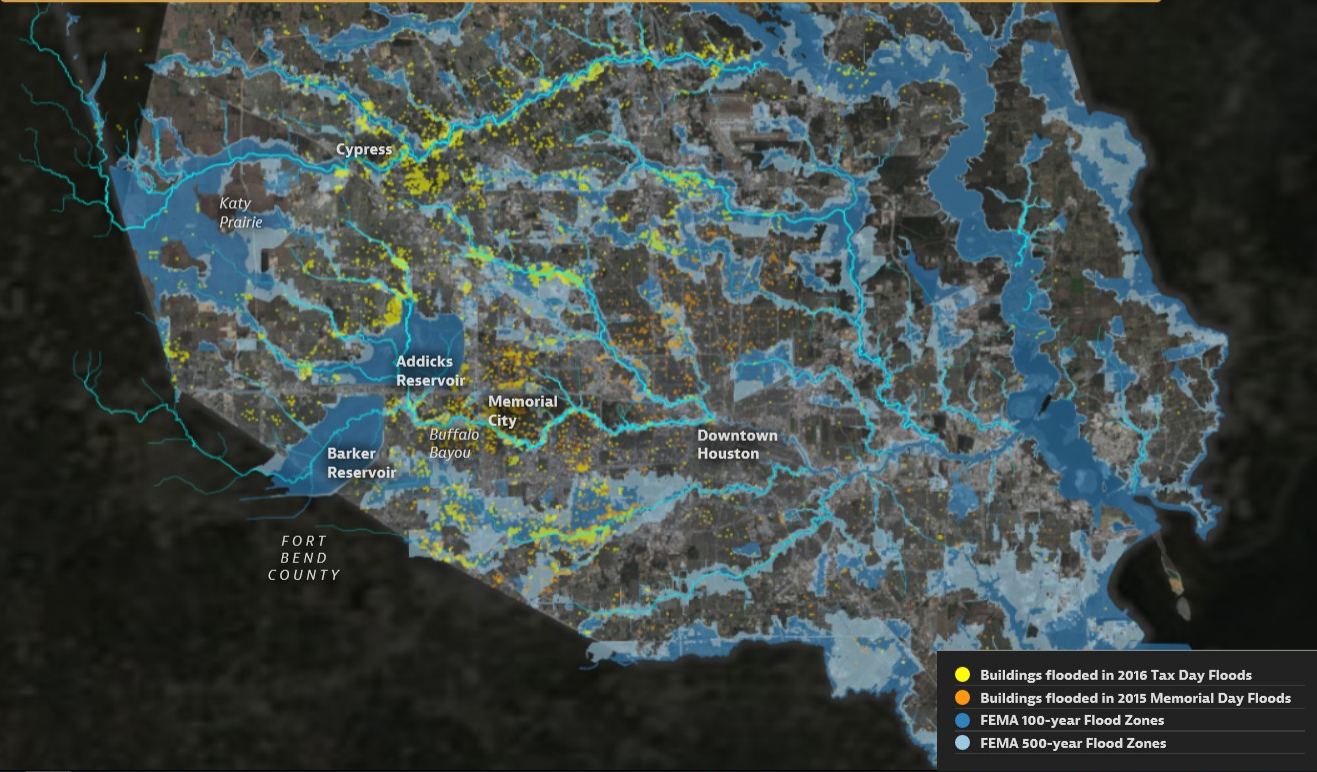 Cypress
Katy
Prairie
Addicks
Reservoir
Memorial
City
Buffalo
Bayou
Downtown
Houston
Barker
Reservoir
FORT
BEND
COUNTY
Buildings flooded in 2016 Tax Day Floods
Buildings flooded in 2015 Memorial Day Floods
FEMA 100-year Flood Zones
FEMA 500-year Flood Zones